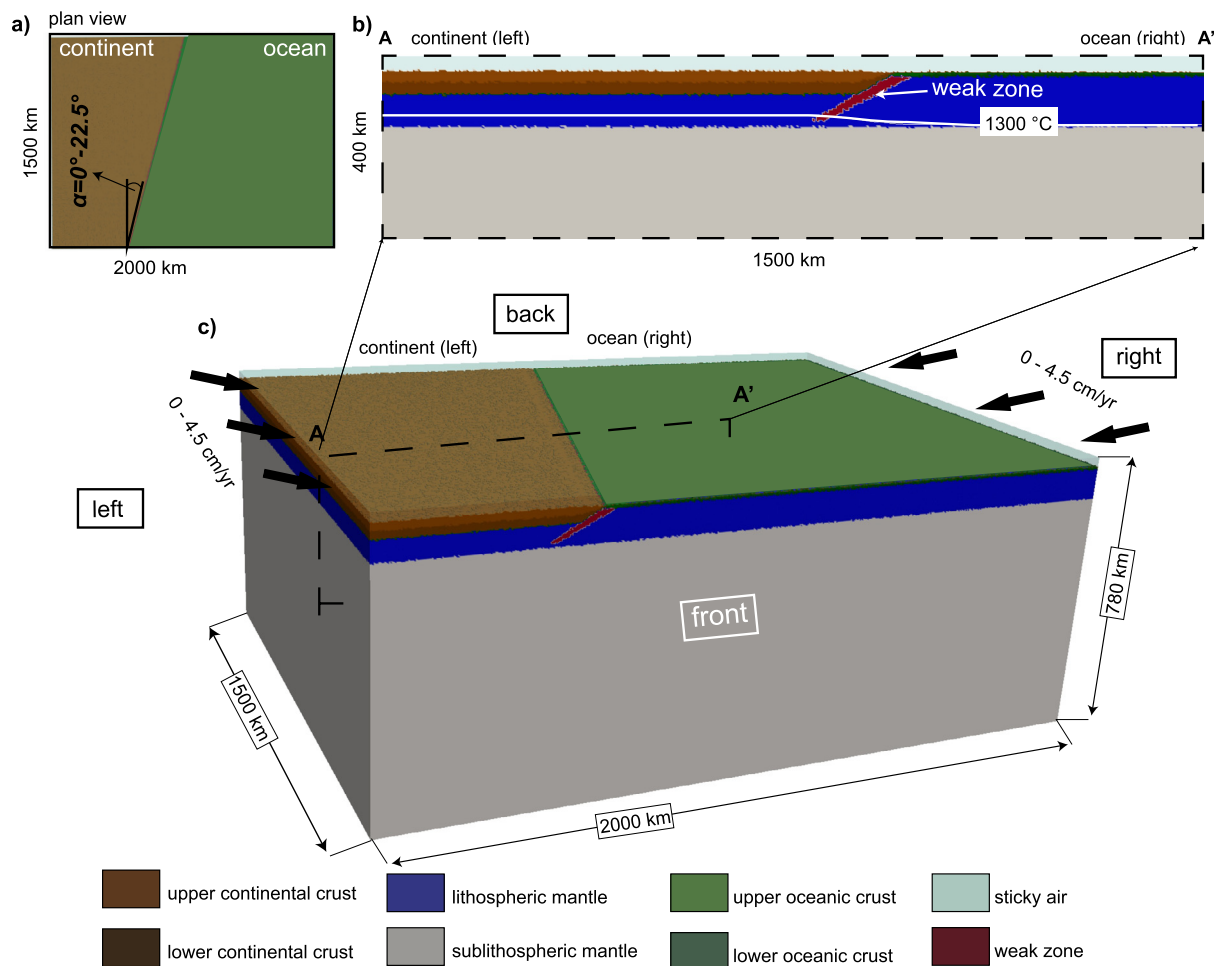 a)
plan view
continent
ocean
1500 km
α=0°-22.5°
2000 km
b)
A
continent (left)
ocean (right)
A'
weak zone
1300 °C
400 km
1500 km
c)
back
continent (left)
ocean (right)
right
0 - 4.5 cm/yr
0 - 4.5 cm/yr
A
A'
left
front
780 km
1500 km
2000 km
upper continental crust
lithospheric mantle
upper oceanic crust
sticky air
lower continental crust
sublithospheric mantle
lower oceanic crust
weak zone